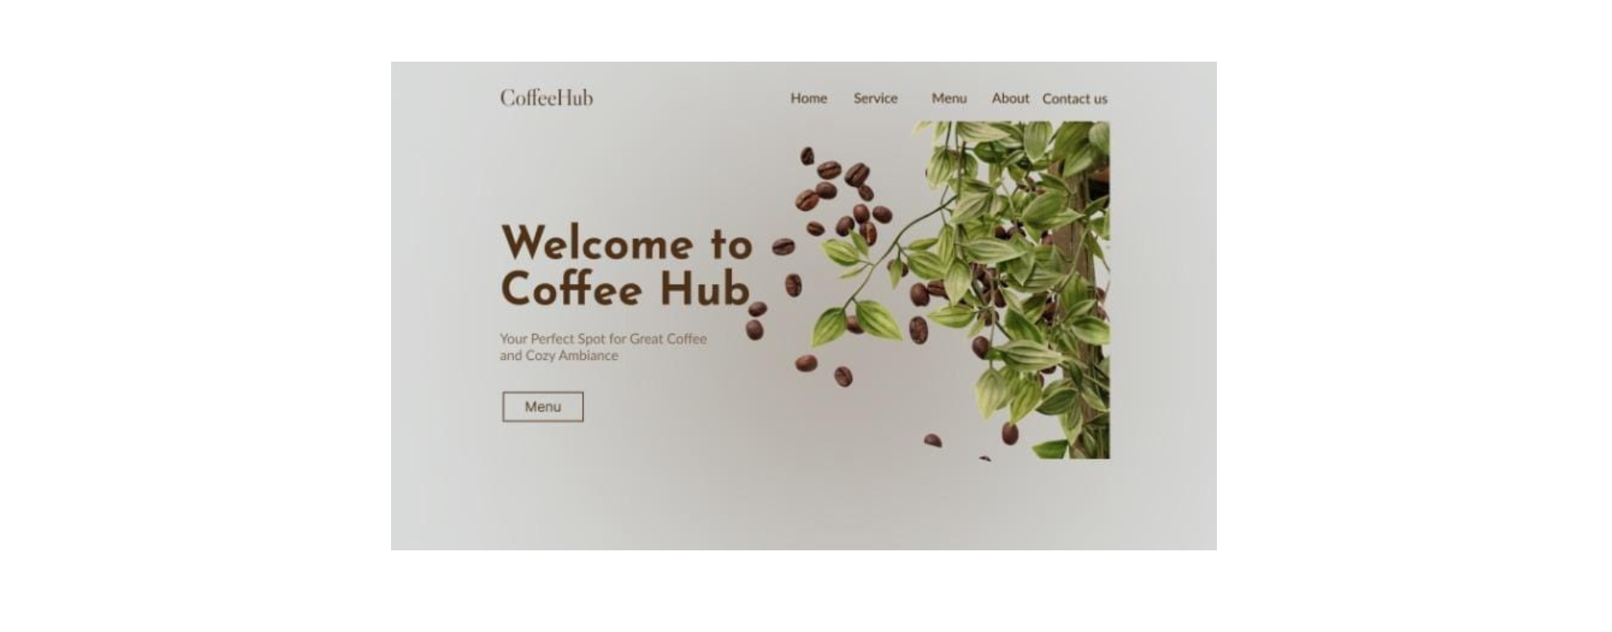 CoffeeHub
Home Service Menu About Contact us
Welcome to
Coffee Hub
Your Perfect Spot for Great Coffee
and Cozy Ambiance
Menu